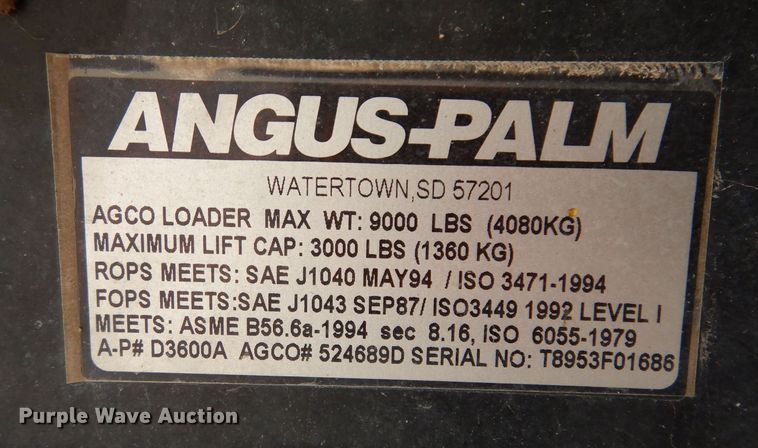 ANGUS-PALM
WATERTOWN,SD 57201
AGCO LOADER MAX WT: 9000 LBS (4080KG)
MAXIMUM LIFT CAP: 3000 LBS (1360 KG)
ROPS MEETS: SAE J1040 MAY94 / ISO 3471-1994
FOPS MEETS:SAE J1043 SEP87/ ISO3449 1992 LEVEL I
MEETS: ASME B56.6a-1994 sec 8.16, ISO 6055-1979
A-P# D3600A AGCO# 524689D SERIAL NO: T8953F01686
Purple Wave Auction